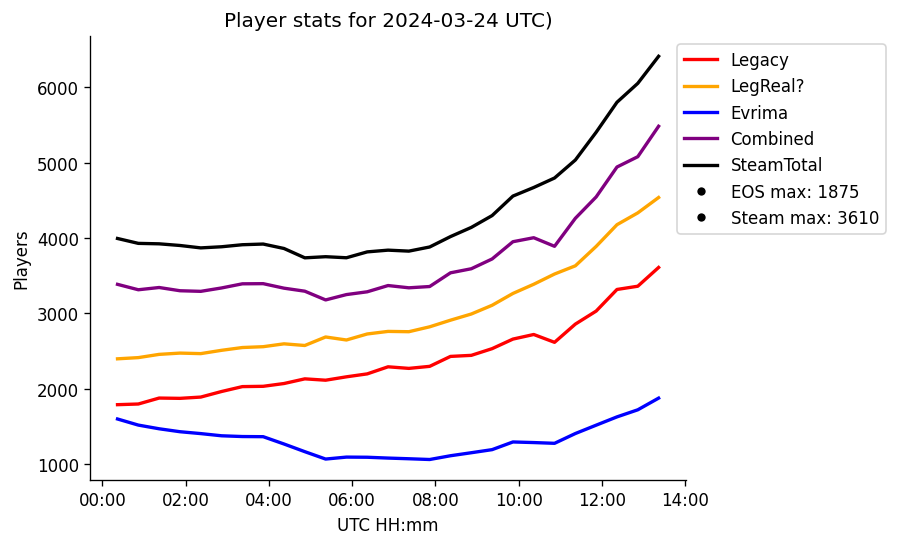 Player stats for 2024-03-24 UTC)
Legacy
LegReal?
Evrima
Combined
SteamTotal
EOS max: 1875
Steam max: 3610
Players
6000
5000
4000
3000
2000
1000
00:00 02:00 04:00 06:00 08:00 10:00 12:00 14:00
UTC HH:mm